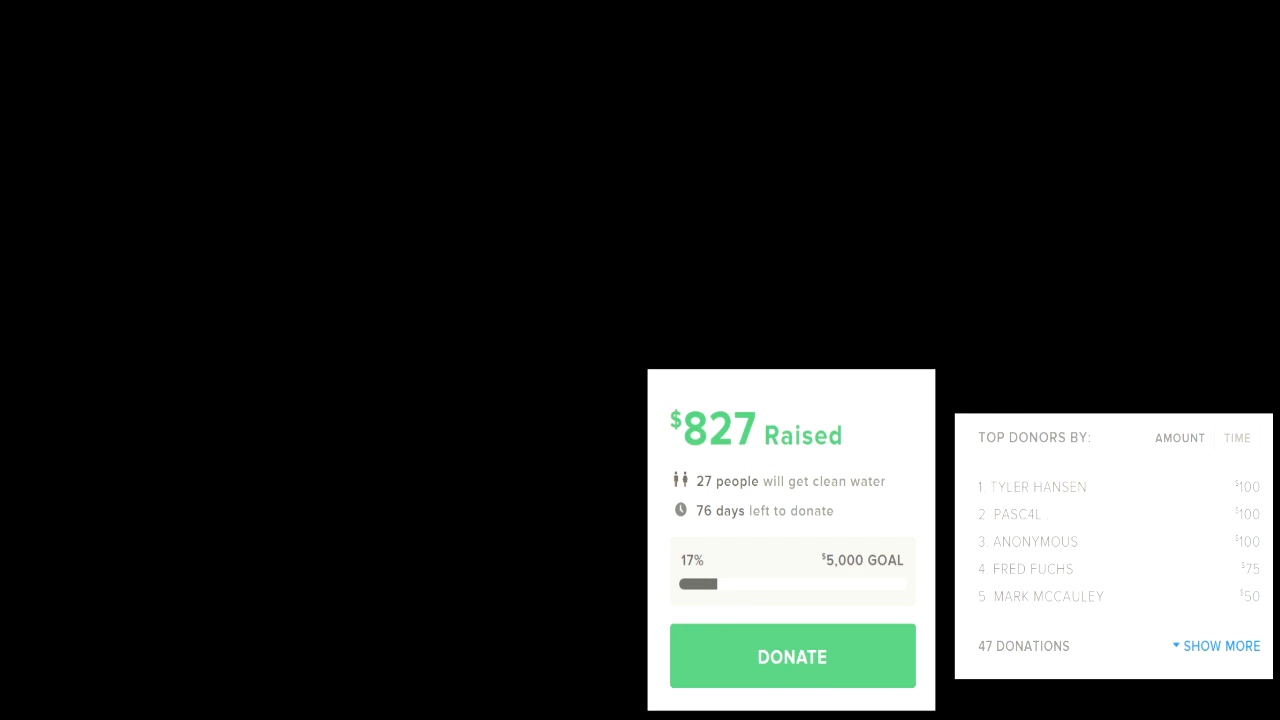 $827 Raised
27 people will get clean water
76 days left to donate
17% $5,000 GOAL
DONATE
TOP DONORS BY: AMOUNT TIME
1. TYLER HANSEN $100
2. PASC4L . $100
3. ANONYMOUS $100
4. FRED FUCHS $75
5. MARK MCCAULEY $50
47 DONATIONS SHOW MORE